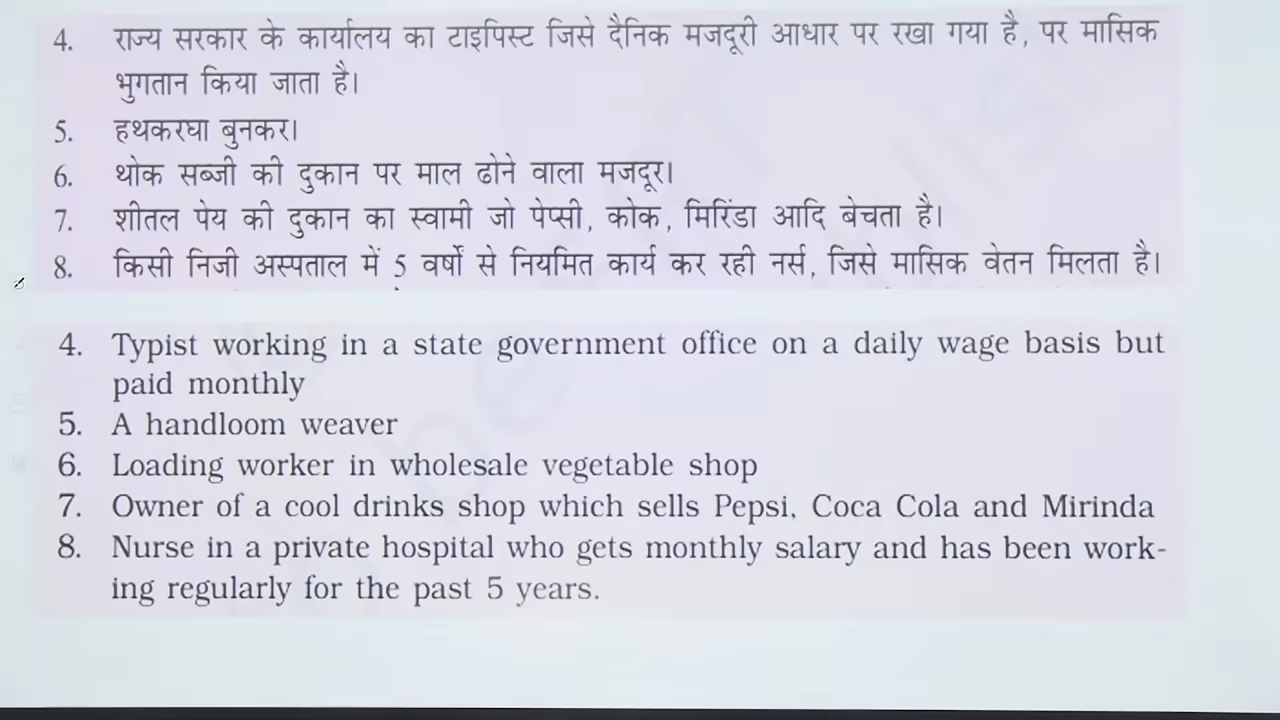 4. राज्य सरकार के कार्यालय का टाइपिस्ट जिसे दैनिक मजदूरी आधार पर रखा गया है, पर मासिक
भुगतान किया जाता है।
5. हथकरघा बुनकर।
6. थोक सब्जी की दुकान पर माल ढोने वाला मजदूर।
7. शीतल पेय की दुकान का स्वामी जो पेप्सी, कोक, मिरिंडा आदि बेचता है।
8. किसी निजी अस्पताल में 5 वर्षों से नियमित कार्य कर रही नर्स, जिसे मासिक वेतन मिलता है।
4. Typist working in a state government office on a daily wage basis but
paid monthly
5. A handloom weaver
6. Loading worker in wholesale vegetable shop
7. Owner of a cool drinks shop which sells Pepsi, Coca Cola and Mirinda
8. Nurse in a private hospital who gets monthly salary and has been work-
ing regularly for the past 5 years.